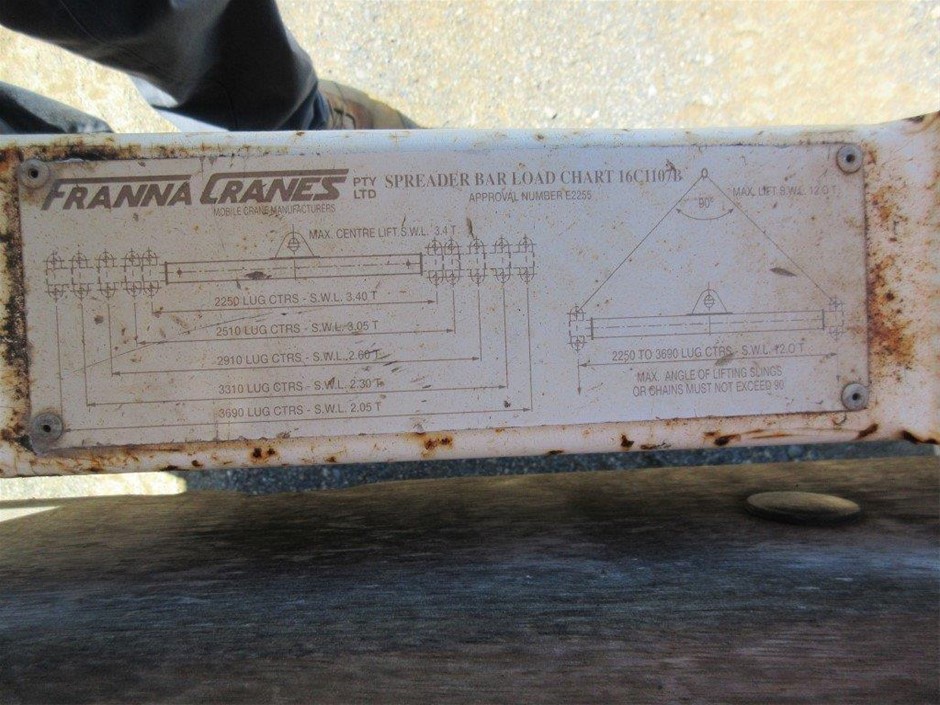 FRANNA CRANES PTY LTD
MOBILE CRANE MANUFACTURERS
SPREADER BAR LOAD CHART 16C1107B
APPROVAL NUMBER E2255
MAX. CENTRE LIFT S.W.L. 3.4 T
2250 LUG CTRS - S.W.L. 3.40 T
2510 LUG CTRS - S.W.L. 3.05 T
2910 LUG CTRS - S.W.L. 2.60 T
3310 LUG CTRS - S.W.L. 2.30 T
3690 LUG CTRS - S.W.L. 2.05 T
MAX. LIFT S.W.L. 12.0 T
90°
2250 TO 3690 LUG CTRS - S.W.L. 12.0 T
MAX. ANGLE OF LIFTING SLINGS
OR CHAINS MUST NOT EXCEED 90